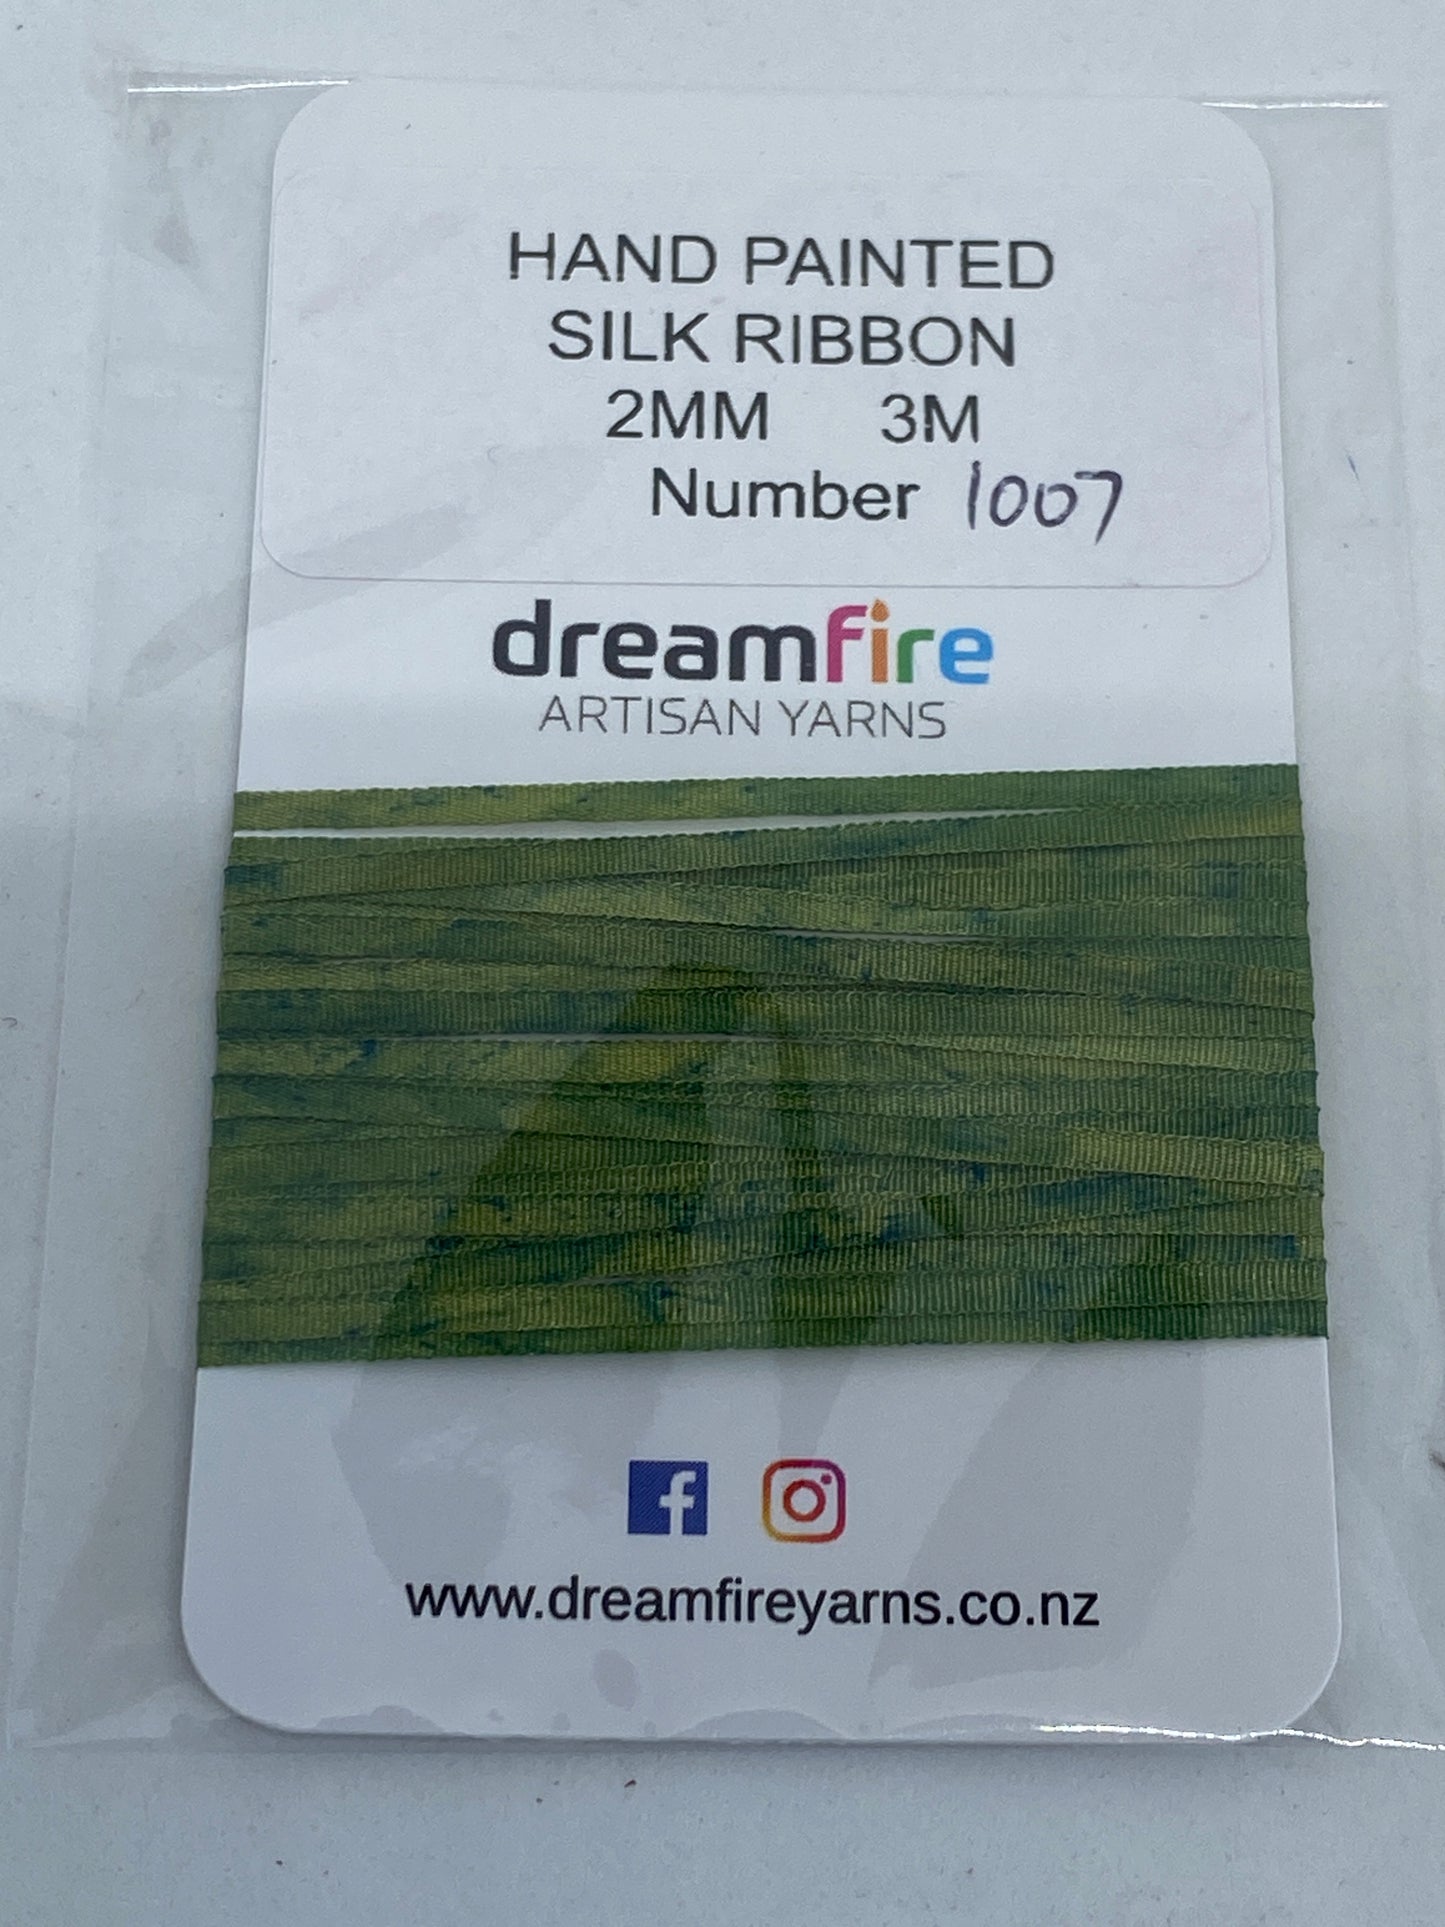 HAND PAINTED
SILK RIBBON
2MM 3M
Number 1007
dreamfire
ARTISAN YARNS
www.dreamfireyarns.co.nz